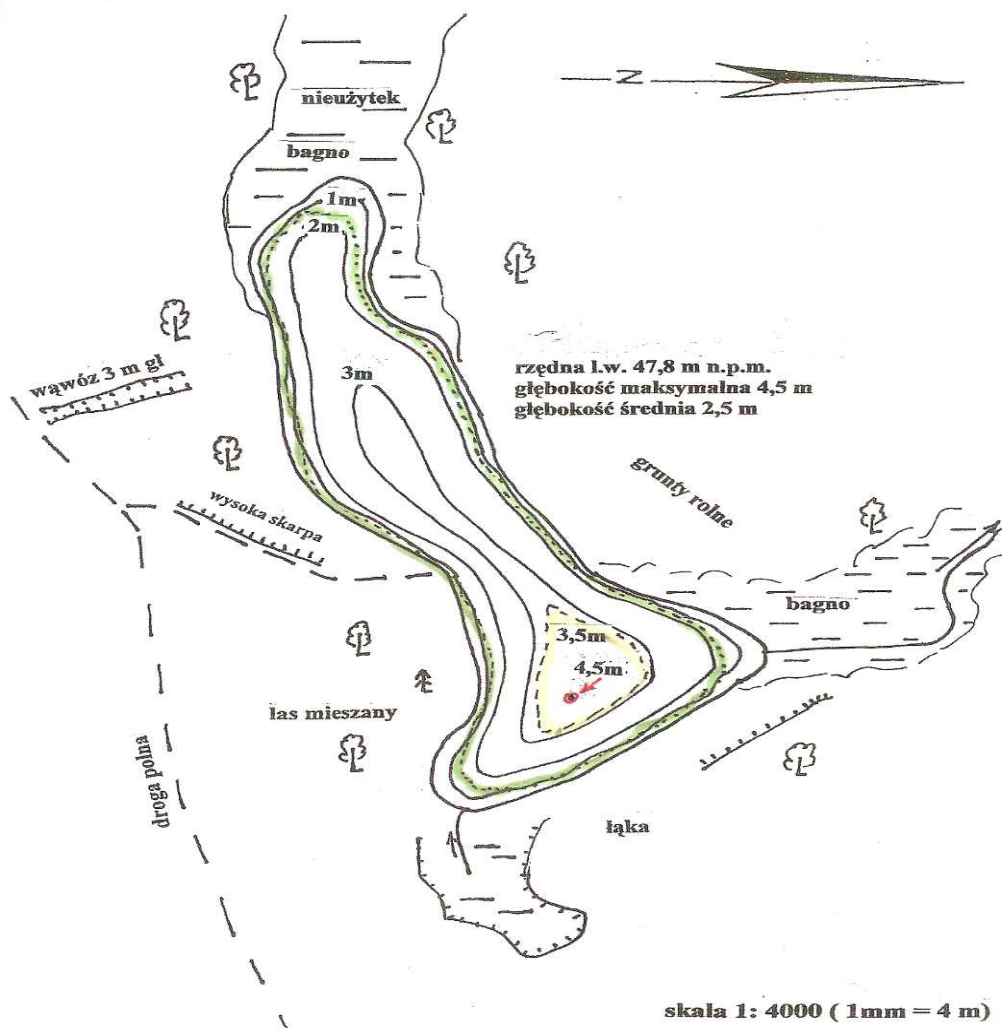 N
nieużytek
bagno
1m
2m
wąwóz 3 m gł
3m
rzędna l.w. 47,8 m n.p.m.
głębokość maksymalna 4,5 m
głębokość średnia 2,5 m
grunty rolne
wysoka skarpa
bagno
3,5m
4,5m
las mieszany
droga polna
łąka
skala 1: 4000 ( 1mm = 4 m)